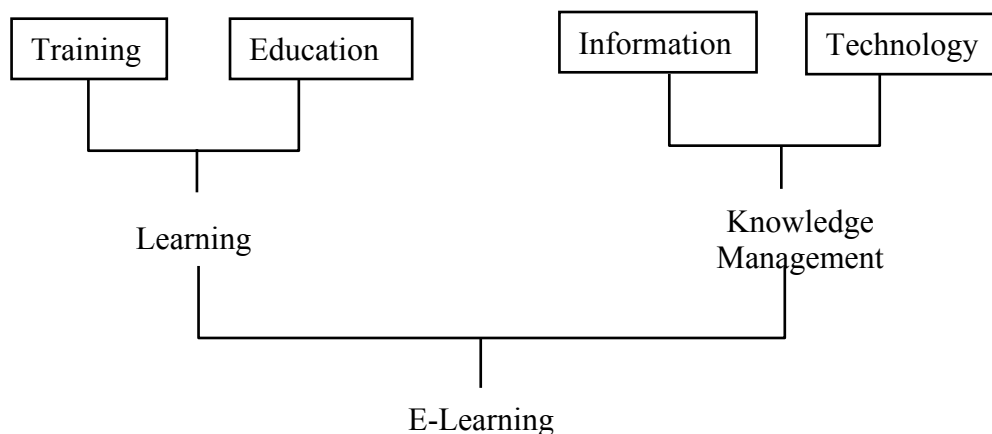 Training
Education
Information
Technology
Learning
Knowledge
Management
E-Learning